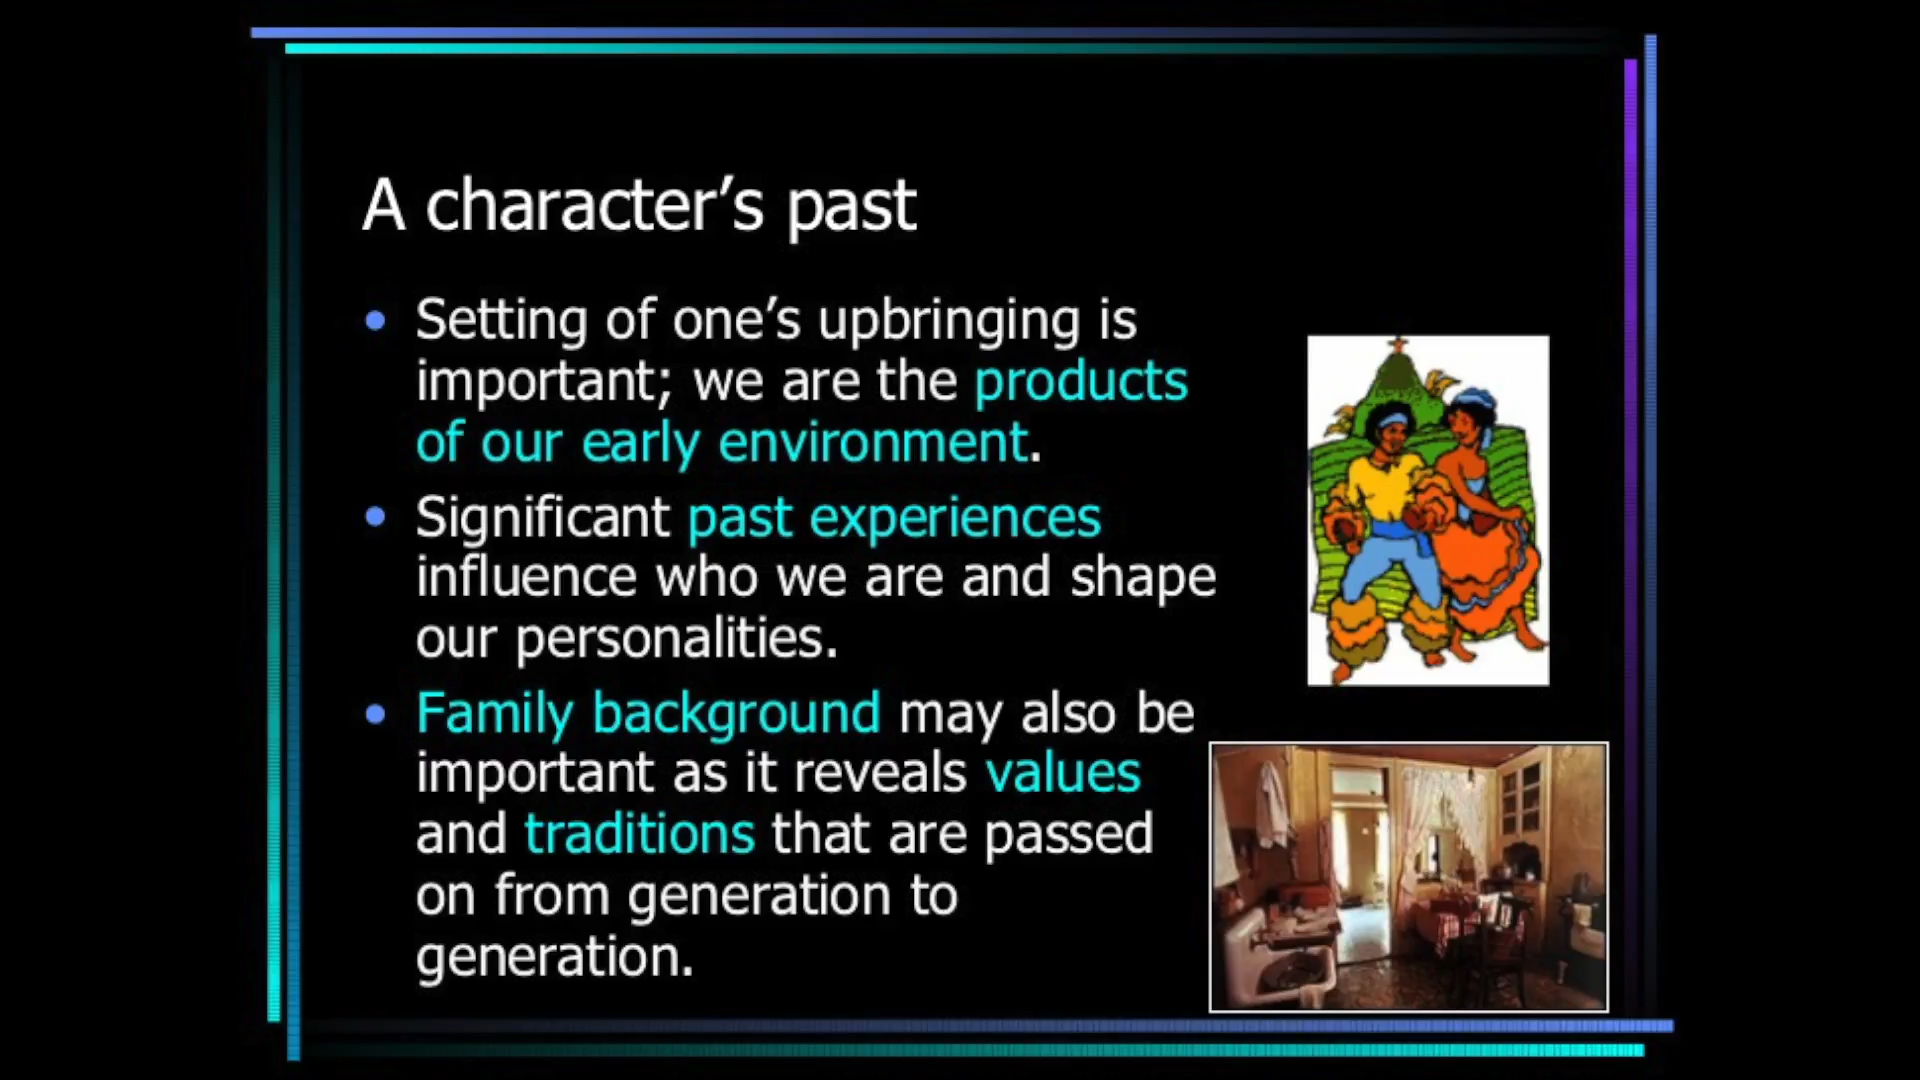 A character’s past
• Setting of one’s upbringing is
important; we are the products
of our early environment.
• Significant past experiences
influence who we are and shape
our personalities.
• Family background may also be
important as it reveals values
and traditions that are passed
on from generation to
generation.